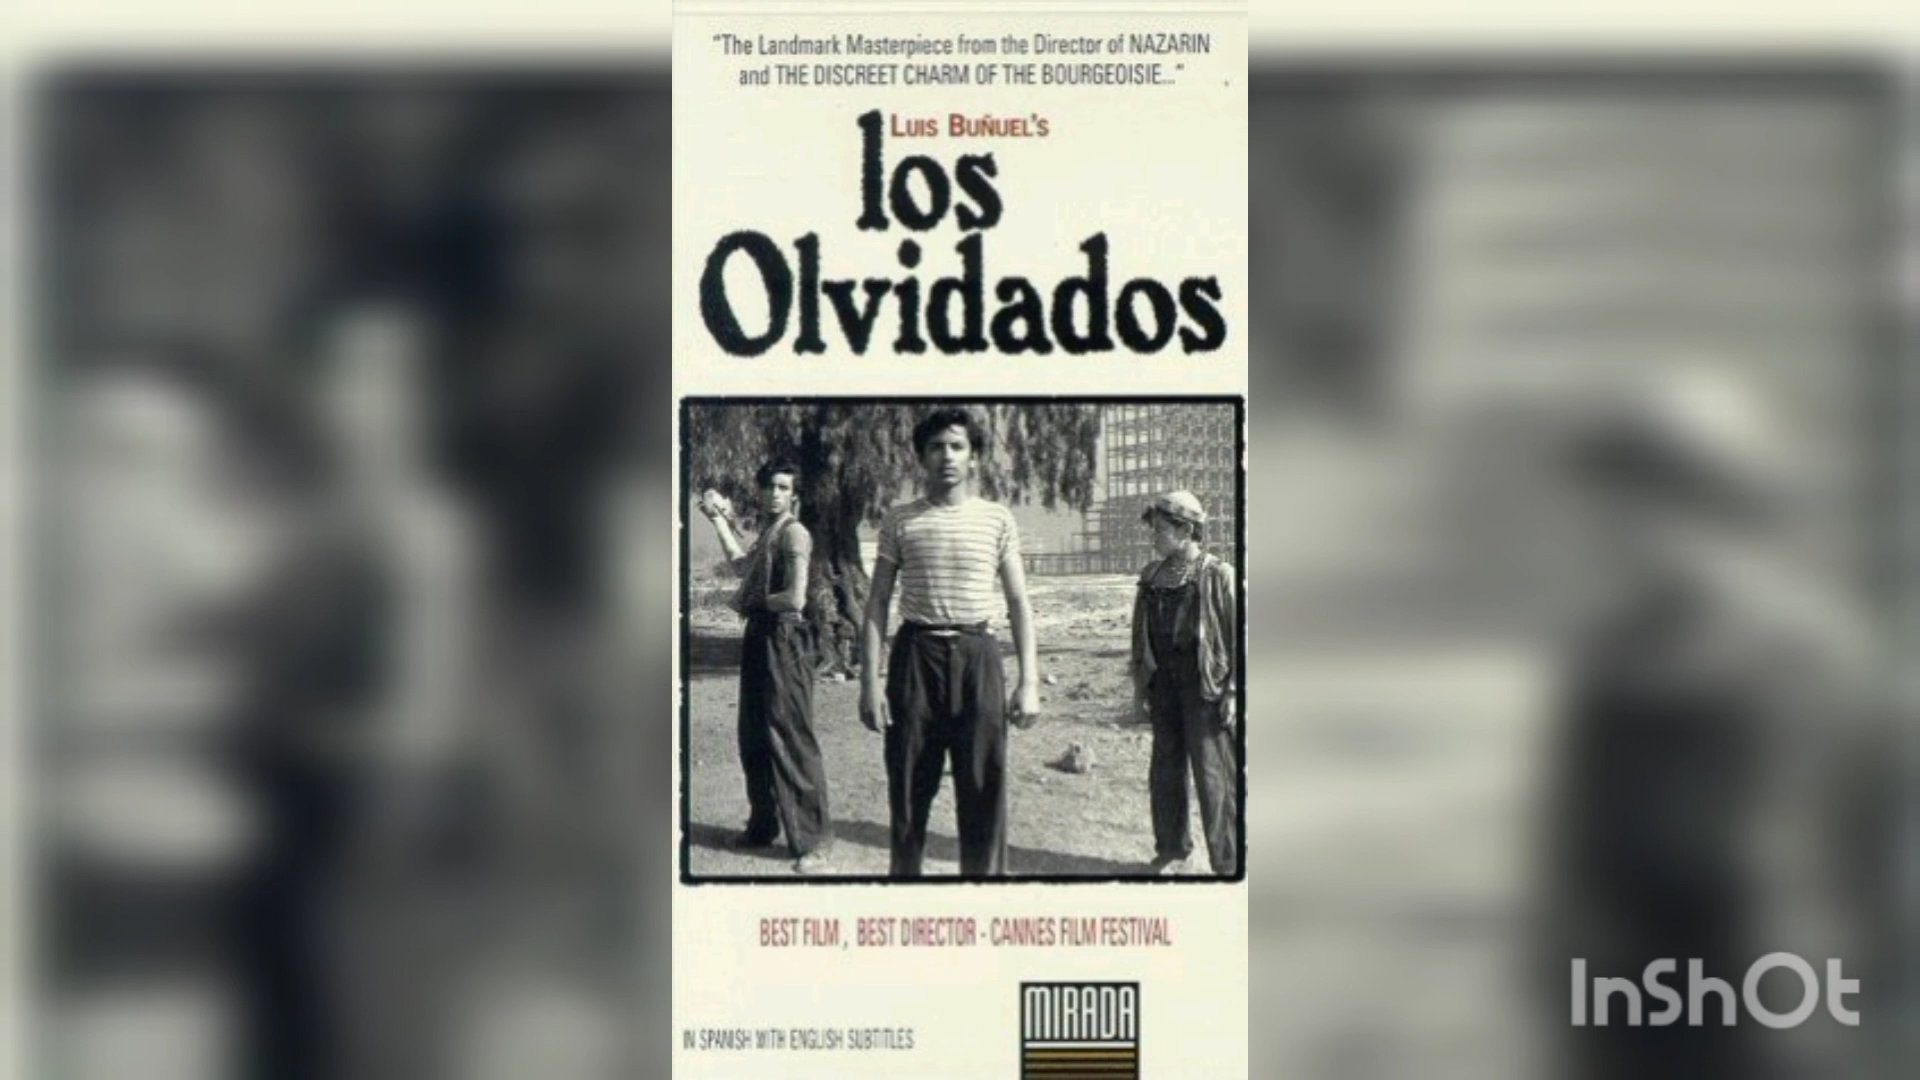 "The Landmark Masterpiece from the Director of NAZARIN
and THE DISCREET CHARM OF THE BOURGEOISIE..."
LUIS BUÑUEL'S
los
Olvidados
BEST FILM, BEST DIRECTOR - CANNES FILM FESTIVAL
IN SPANISH WITH ENGLISH SUBTITLES
MIRADA
InShOt